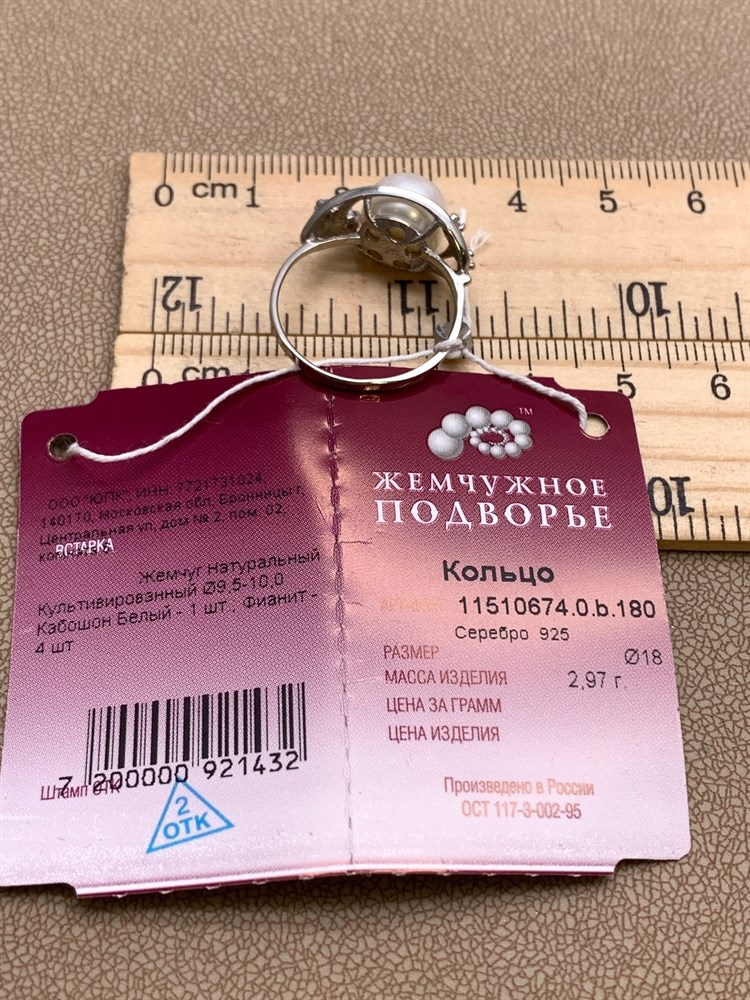 0 cm 1 4 5 6
12 11 10
0 cm 5 6
10
ООО "ЮПК", ИНН: 7721731024,
140170, Московская обл. Бронницы г,
Центральная ул, дом № 2, пом. 02,
ВСТАВКА
Жемчуг Натуральный
Культивированный Ø9,5-10,0
Кабошон Белый - 1 шт., Фианит -
4 шт
7 200000 921432
Штамп ОТК
2
ОТК
TM
ЖЕМЧУЖНОЕ
ПОДВОРЬЕ
Кольцо
АРТИКУЛ 11510674.0.b.180
Серебро 925
РАЗМЕР Ø18
МАССА ИЗДЕЛИЯ 2,97 г.
ЦЕНА ЗА ГРАММ
ЦЕНА ИЗДЕЛИЯ
Произведено в России
ОСТ 117-3-002-95